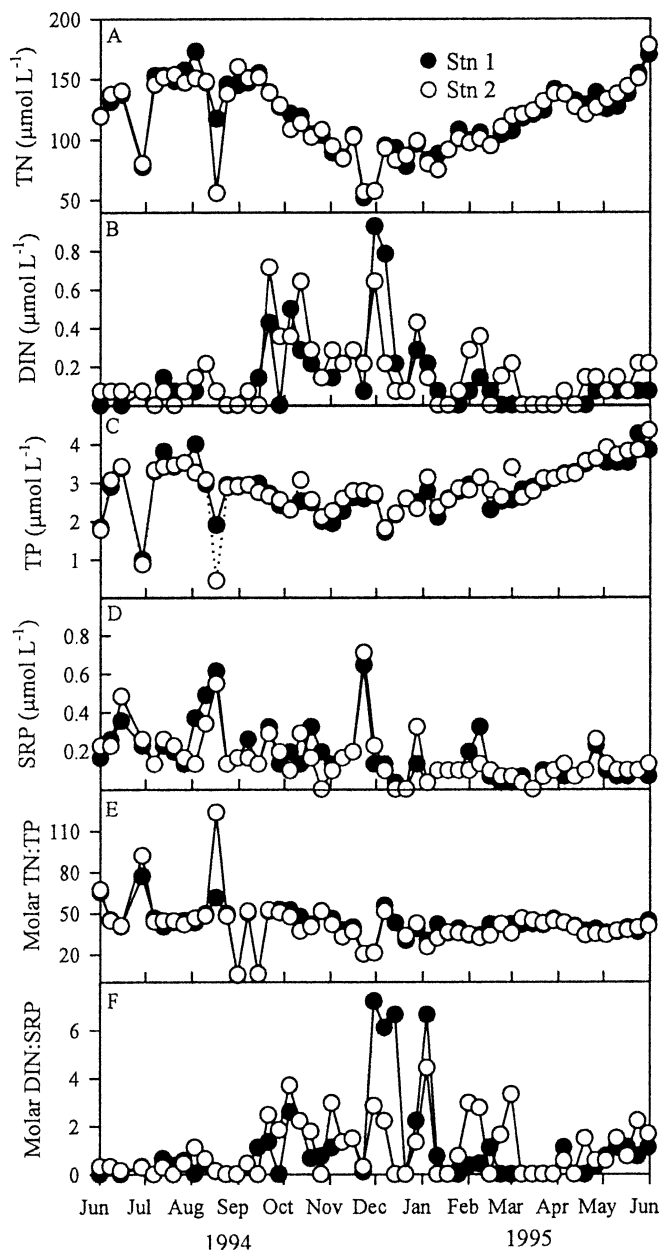 A
● Stn 1
○ Stn 2
TN (μmol L⁻¹)
200
150
100
50
B
DIN (μmol L⁻¹)
0.8
0.6
0.4
0.2
C
TP (μmol L⁻¹)
4
3
2
1
D
SRP (μmol L⁻¹)
0.8
0.6
0.4
0.2
E
Molar TN:TP
110
80
50
20
F
Molar DIN:SRP
6
4
2
0
Jun Jul Aug Sep Oct Nov Dec Jan Feb Mar Apr May Jun
1994 1995